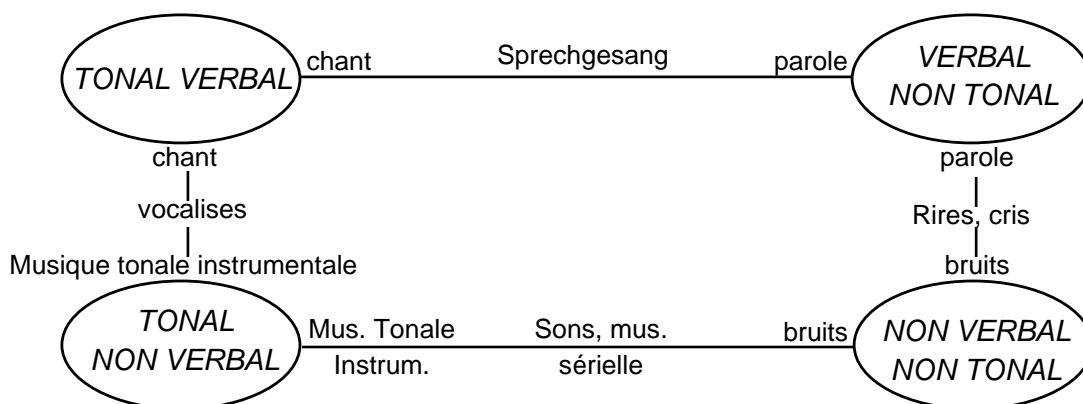 TONAL VERBAL
chant
Sprechgesang
parole
VERBAL
NON TONAL
chant
parole
vocalises
Rires, cris
Musique tonale instrumentale
bruits
TONAL
NON VERBAL
Mus. Tonale
Instrum.
Sons, mus.
sérielle
bruits
NON VERBAL
NON TONAL